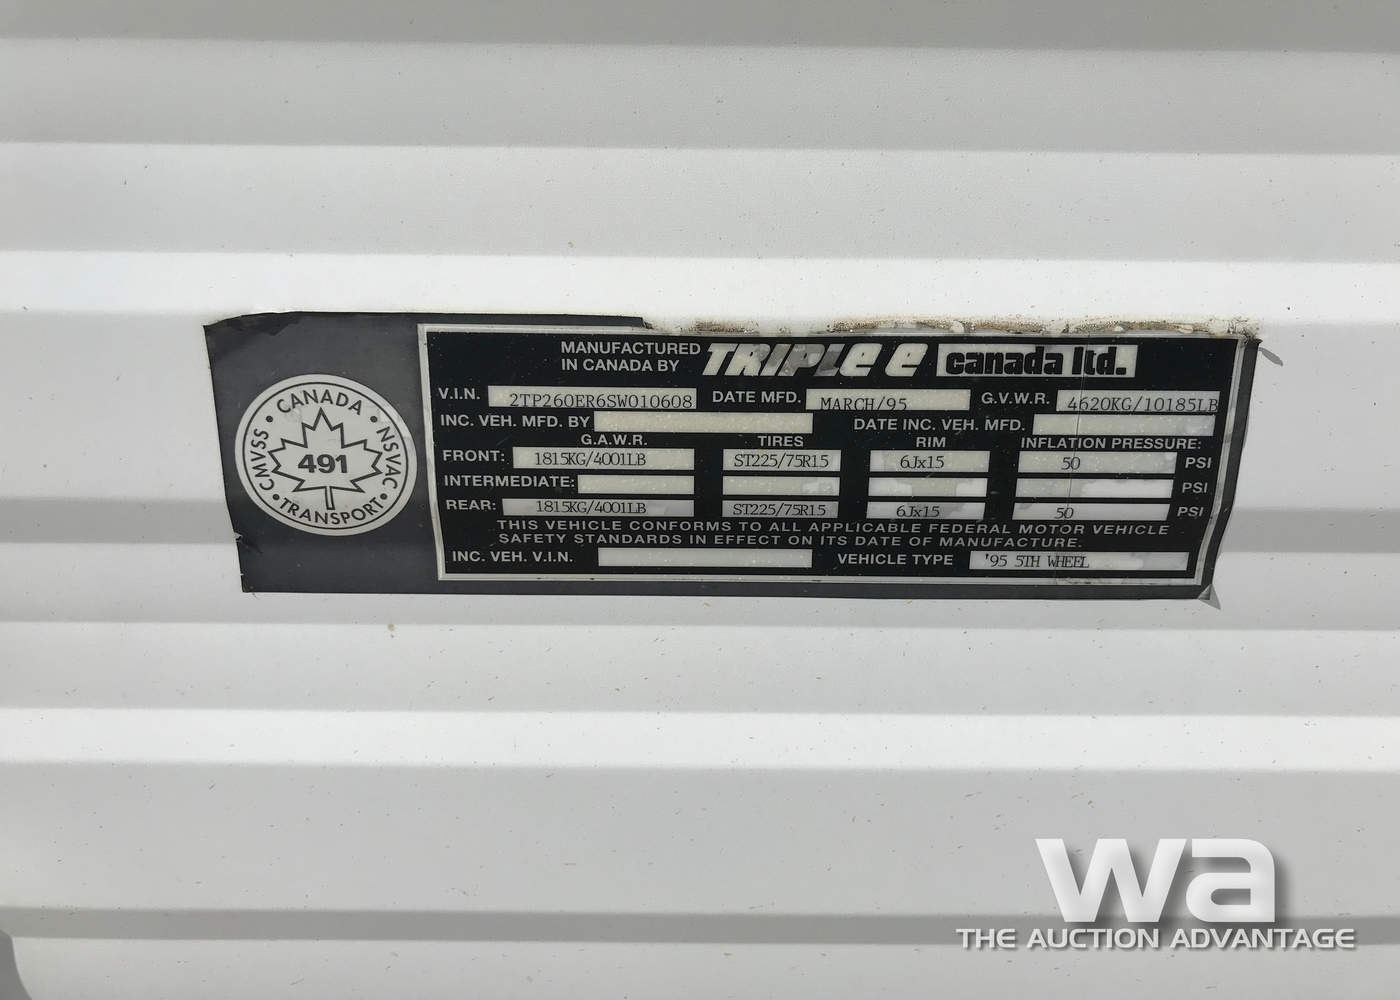 CANADA
CMVSS
NSVAC
491
TRANSPORT
MANUFACTURED
IN CANADA BY
TRIPLE E canada ltd.
V.I.N. 2TP260ER6SW010608 DATE MFD. MARCH/95 G.V.W.R. 4620KG/10185LB
INC. VEH. MFD. BY DATE INC. VEH. MFD.
G.A.W.R. TIRES RIM INFLATION PRESSURE:
FRONT: 1815KG/4001LB ST225/75R15 6Jx15 50 PSI
INTERMEDIATE: PSI
REAR: 1815KG/4001LB ST225/75R15 6Jx15 50 PSI
THIS VEHICLE CONFORMS TO ALL APPLICABLE FEDERAL MOTOR VEHICLE
SAFETY STANDARDS IN EFFECT ON ITS DATE OF MANUFACTURE.
INC. VEH. V.I.N. VEHICLE TYPE '95 5TH WHEEL
wa
THE AUCTION ADVANTAGE